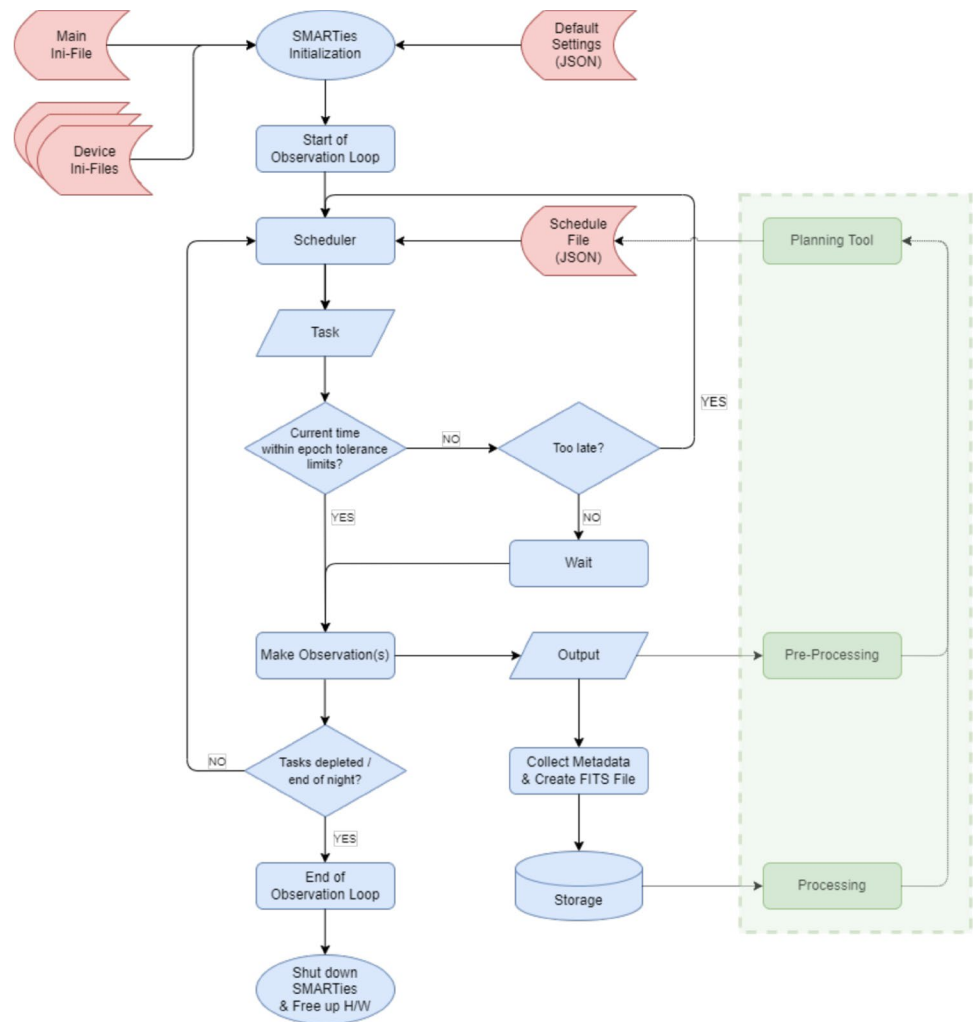 Main
Ini-File
SMARTies
Initialization
Default
Settings
(JSON)
Device
Ini-Files
Start of
Observation Loop
Scheduler
Schedule
File
(JSON)
Planning Tool
Task
YES
Current time
within epoch tolerance
limits?
NO
Too late?
YES
NO
Wait
Make Observation(s)
Output
Pre-Processing
NO
Tasks depleted /
end of night?
Collect Metadata
& Create FITS File
YES
End of
Observation Loop
Storage
Processing
Shut down
SMARTies
& Free up H/W